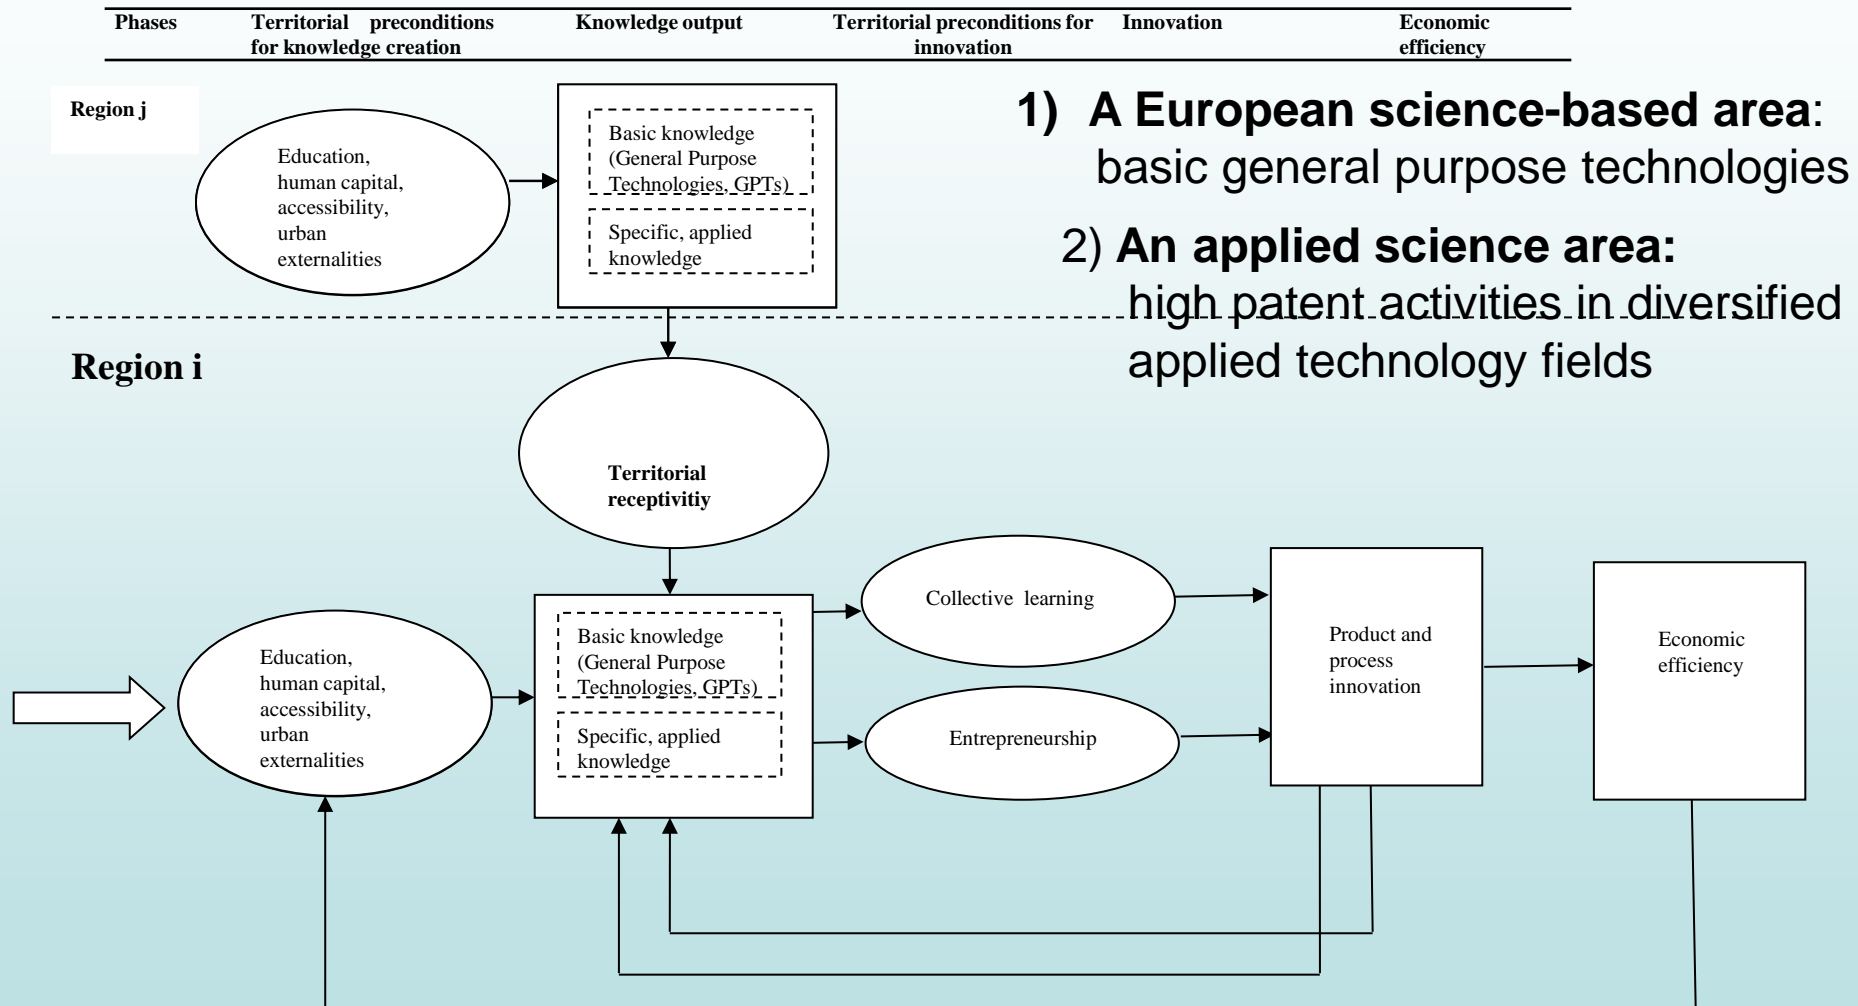 Phases
Territorial preconditions
for knowledge creation
Knowledge output
Territorial preconditions for
innovation
Innovation
Economic
efficiency
Region j
Education,
human capital,
accessibility,
urban
externalities
Basic knowledge
(General Purpose
Technologies, GPTs)
Specific, applied
knowledge
1) A European science-based area:
basic general purpose technologies
2) An applied science area:
high patent activities in diversified
applied technology fields
Region i
Territorial
receptivitiy
Education,
human capital,
accessibility,
urban
externalities
Basic knowledge
(General Purpose
Technologies, GPTs)
Specific, applied
knowledge
Collective learning
Entrepreneurship
Product and
process
innovation
Economic
efficiency